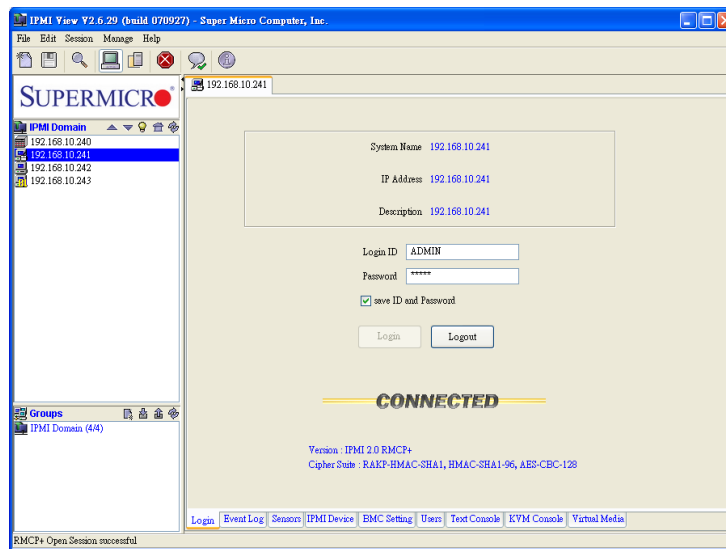 IPMI View V2.6.29 (build 070927) - Super Micro Computer, Inc.
File Edit Session Manage Help
SUPERMICRO
192.168.10.241
IPMI Domain
192.168.10.240
192.168.10.241
192.168.10.242
192.168.10.243
System Name 192.168.10.241
IP Address 192.168.10.241
Description 192.168.10.241
Login ID ADMIN
Password *****
save ID and Password
Login Logout
CONNECTED
Version : IPMI 2.0 RMCP+
Cipher Suite : RAKP-HMAC-SHA1, HMAC-SHA1-96, AES-CBC-128
Groups
IPMI Domain (4/4)
Login Event Log Sensors IPMI Device BMC Setting Users Text Console KVM Console Virtual Media
RMCP+ Open Session successful